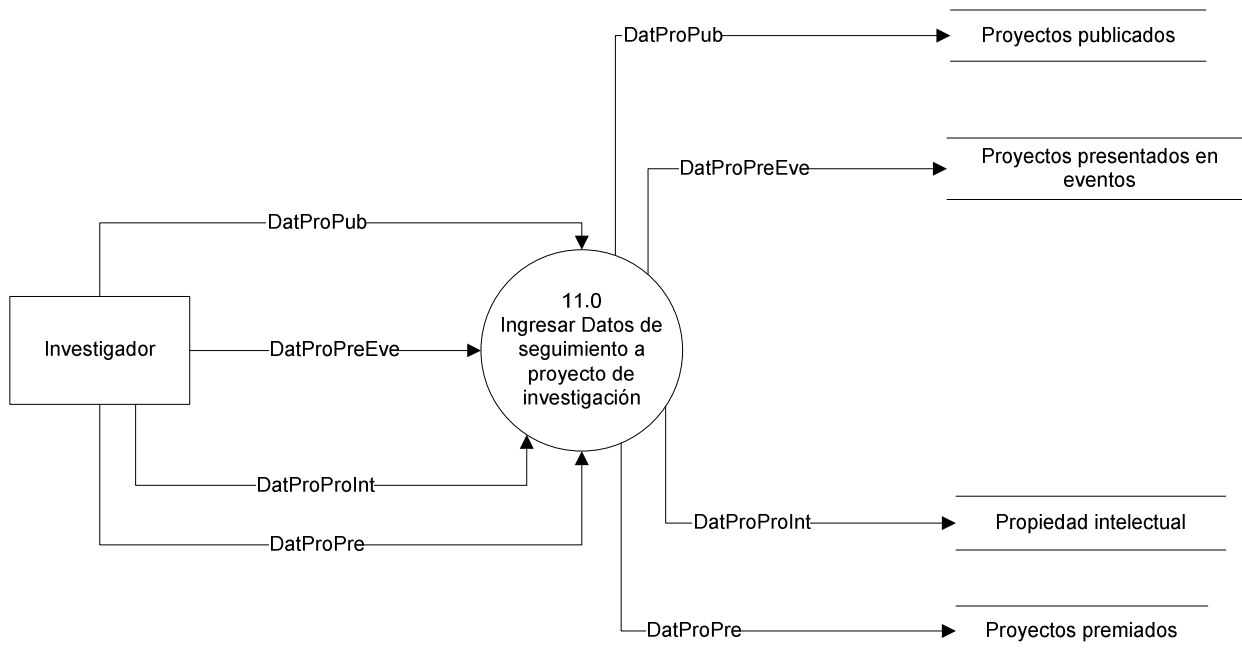 DatProPub
Proyectos publicados
DatProPreEve
Proyectos presentados en
eventos
DatProPub
11.0
Ingresar Datos de
seguimiento a
proyecto de
investigación
Investigador
DatProPreEve
DatProProInt
DatProPre
DatProProInt
Propiedad intelectual
DatProPre
Proyectos premiados